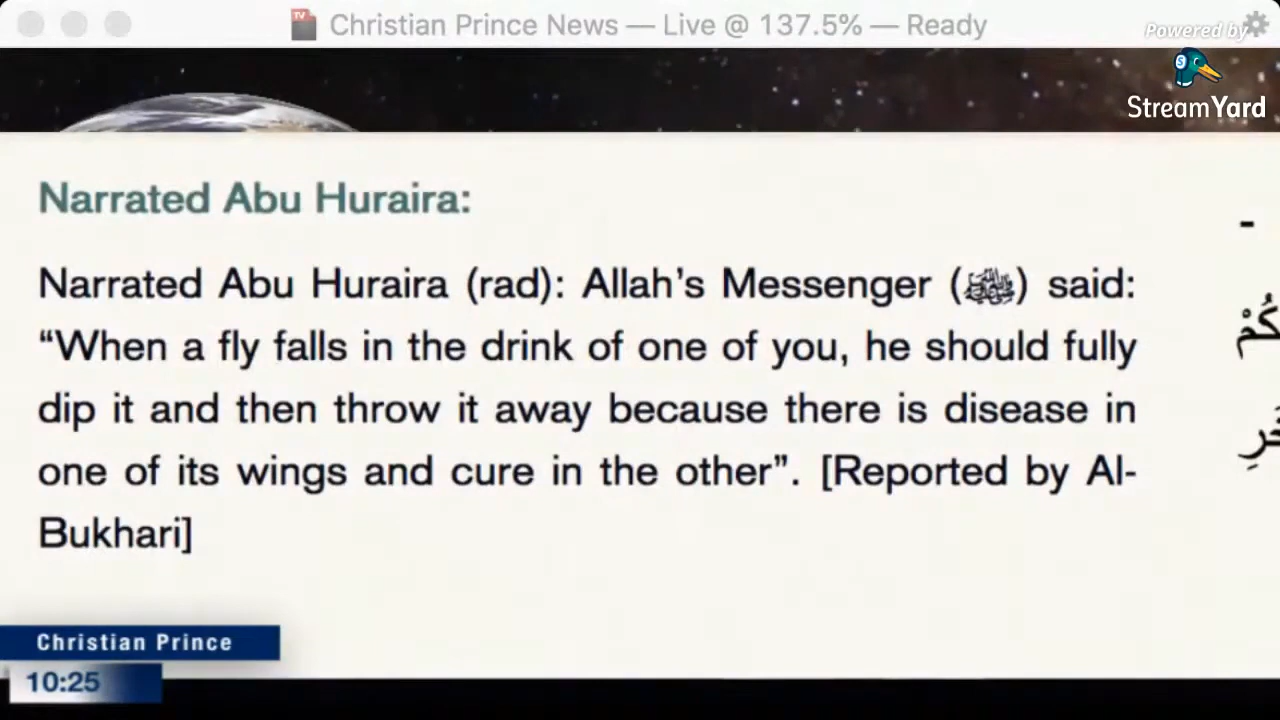 TV
Christian Prince News — Live @ 137.5% — Ready
Powered by
S
StreamYard
Narrated Abu Huraira:
Narrated Abu Huraira (rad): Allah's Messenger (ﷺ) said:
“When a fly falls in the drink of one of you, he should fully
dip it and then throw it away because there is disease in
one of its wings and cure in the other”. [Reported by Al-
Bukhari]
-
Christian Prince
10:25